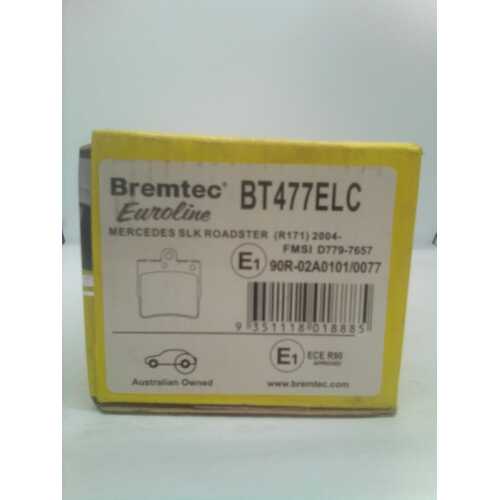 Bremtec® BT477ELC
Euroline
MERCEDES SLK ROADSTER (R171) 2004-
FMSI D779-7657
E1 90R-02A0101/0077
9 351118 018885
E1 ECE R90
APPROVED
Australian Owned
www.bremtec.com